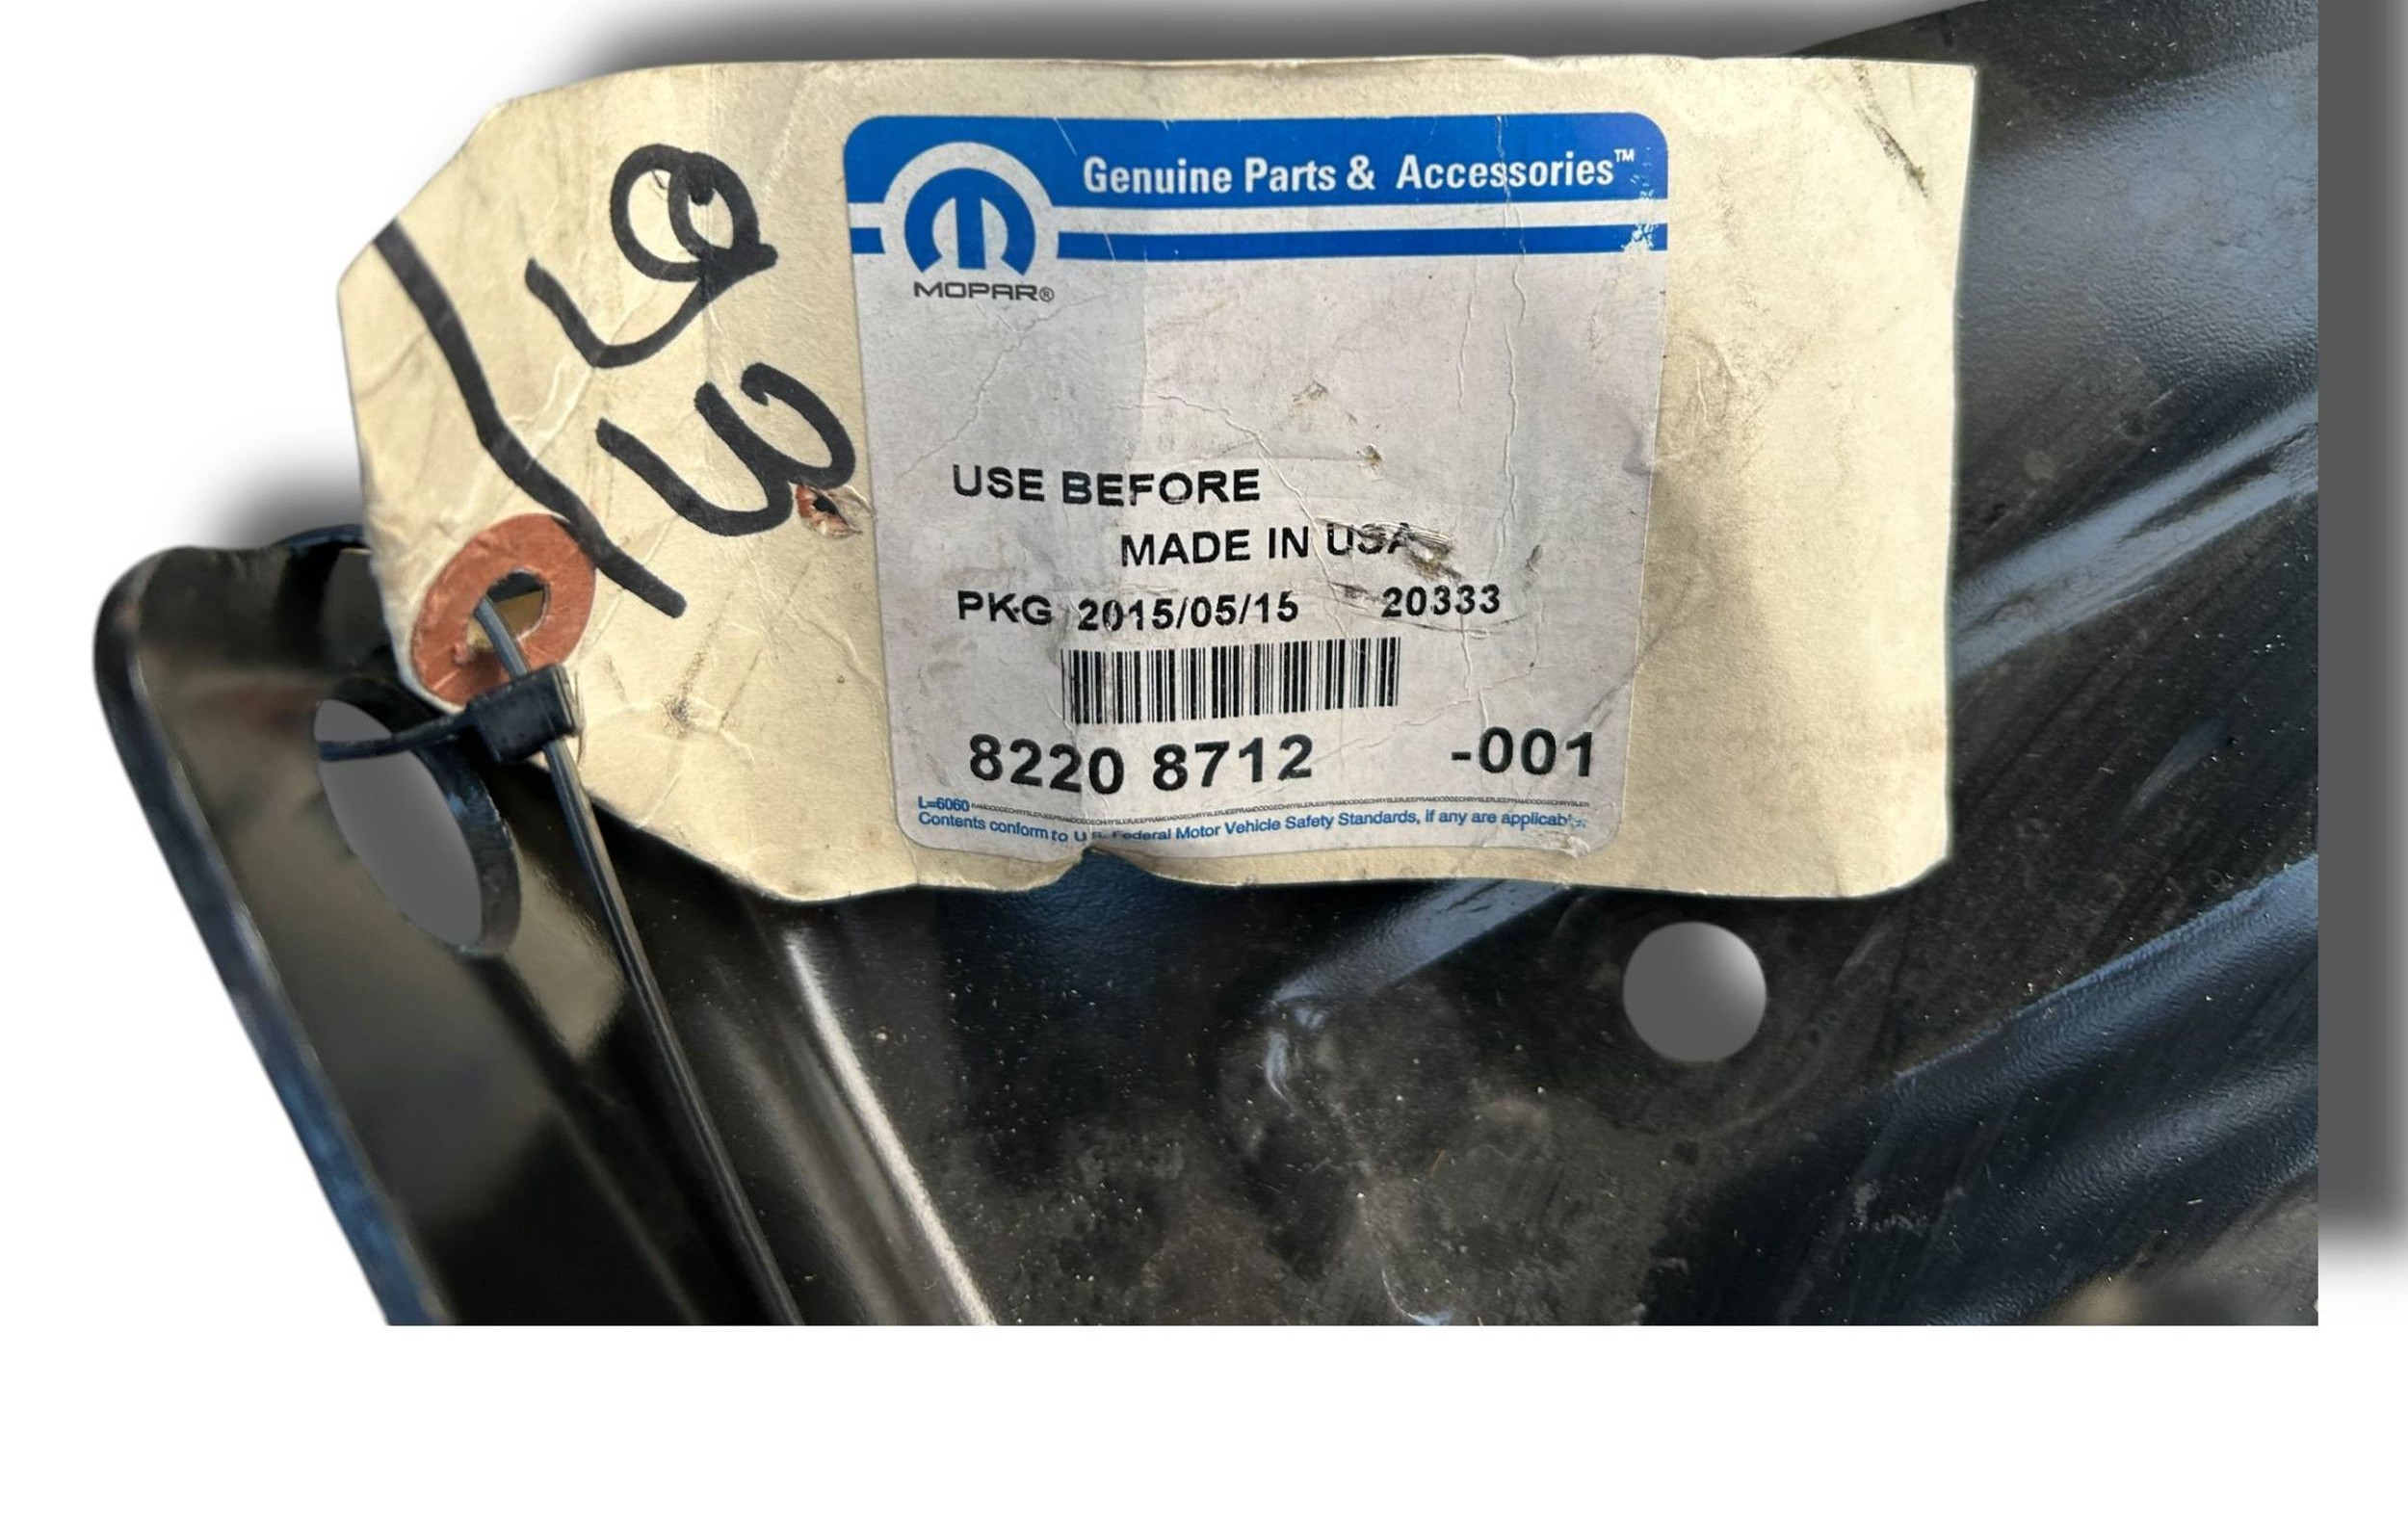 Genuine Parts & Accessories™
MOPAR®
USE BEFORE
MADE IN USA
PKG 2015/05/15 20333
8220 8712 -001
L=6060
Contents conform to U.S. Federal Motor Vehicle Safety Standards, if any are applicable.